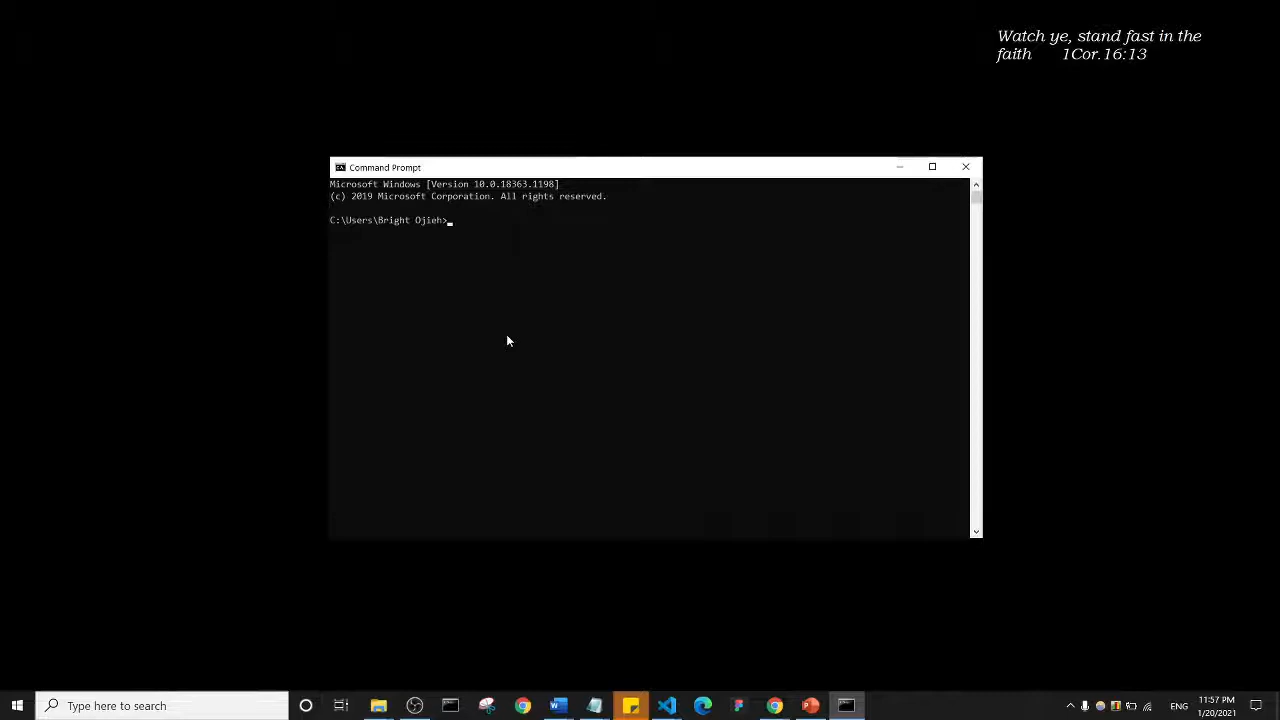 Watch ye, stand fast in the
faith 1Cor.16:13
Command Prompt
Microsoft Windows [Version 10.0.18363.1198]
(c) 2019 Microsoft Corporation. All rights reserved.
C:\Users\Bright Ojieh>
Type here to search
ENG
11:57 PM
1/20/2021